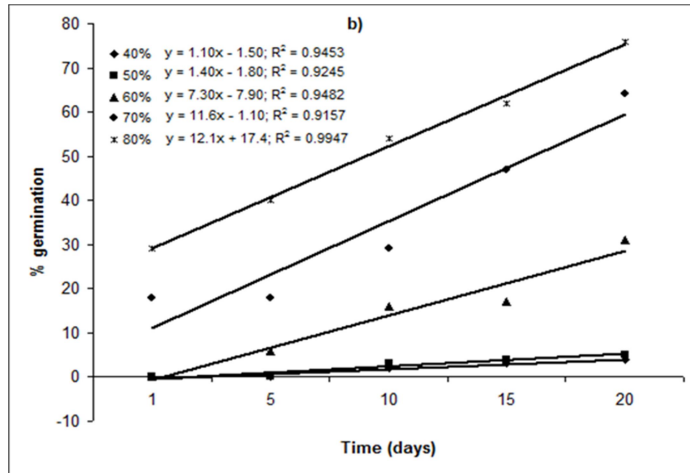 b)
80
70
60
50
40
30
20
10
0
-10
40% y = 1.10x - 1.50; R² = 0.9453
50% y = 1.40x - 1.80; R² = 0.9245
60% y = 7.30x - 7.90; R² = 0.9482
70% y = 11.6x - 1.10; R² = 0.9157
80% y = 12.1x + 17.4; R² = 0.9947
% germination
1 5 10 15 20
Time (days)